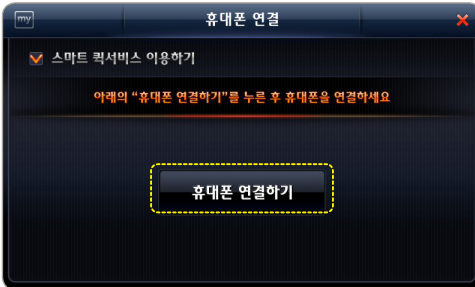 my
휴대폰 연결
스마트 퀵서비스 이용하기
아래의 “휴대폰 연결하기”를 누른 후 휴대폰을 연결하세요
휴대폰 연결하기